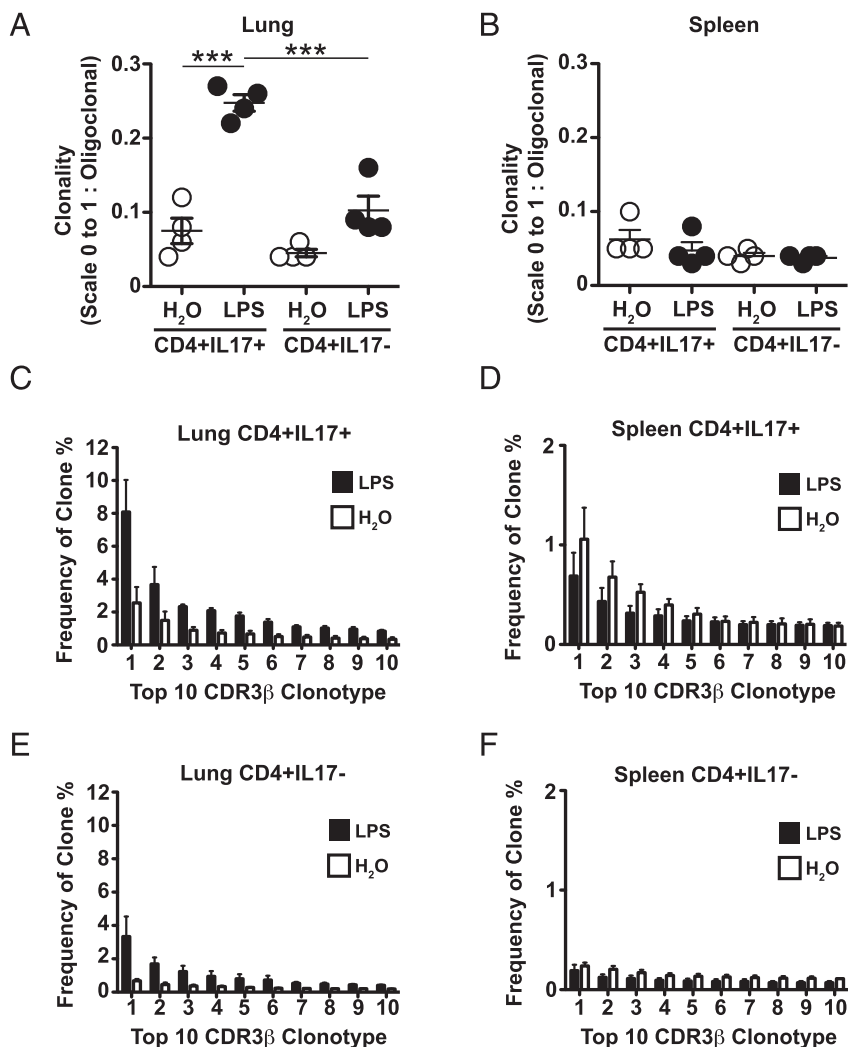 A
Lung
Clonality
(Scale 0 to 1 : Oligoclonal)
0.3
0.2
0.1
0
***
***
H₂O
LPS
H₂O
LPS
CD4+IL17+
CD4+IL17-
B
Spleen
Clonality
(Scale 0 to 1 : Oligoclonal)
0.3
0.2
0.1
0
H₂O
LPS
H₂O
LPS
CD4+IL17+
CD4+IL17-
C
Lung CD4+IL17+
Frequency of Clone %
12
10
8
6
4
2
0
LPS
H₂O
1 2 3 4 5 6 7 8 9 10
Top 10 CDR3β Clonotype
D
Spleen CD4+IL17+
Frequency of Clone %
2
1
0
LPS
H₂O
1 2 3 4 5 6 7 8 9 10
Top 10 CDR3β Clonotype
E
Lung CD4+IL17-
Frequency of Clone %
12
10
8
6
4
2
0
LPS
H₂O
1 2 3 4 5 6 7 8 9 10
Top 10 CDR3β Clonotype
F
Spleen CD4+IL17-
Frequency of Clone %
2
1
0
LPS
H₂O
1 2 3 4 5 6 7 8 9 10
Top 10 CDR3β Clonotype